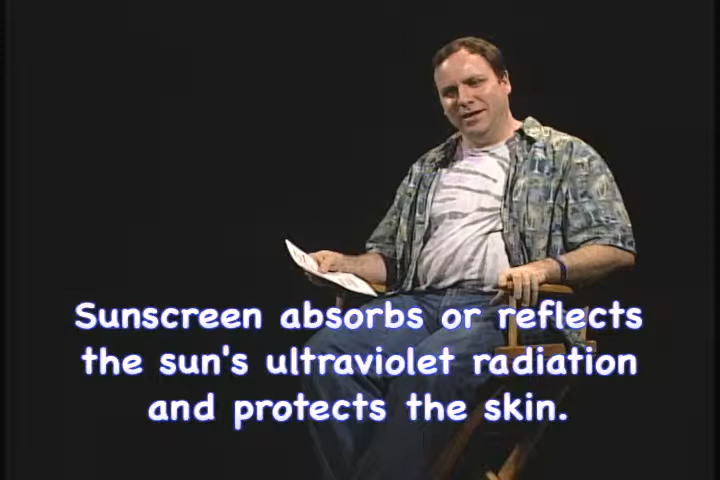 Sunscreen absorbs or reflects
the sun's ultraviolet radiation
and protects the skin.